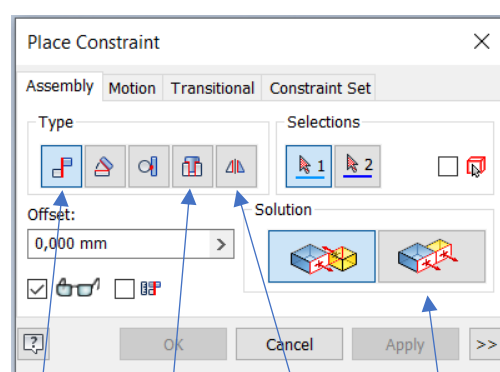 Place Constraint
Assembly Motion Transitional Constraint Set
Type
Selections
1 2
Offset:
Solution
0,000 mm >
?
OK Cancel Apply >>